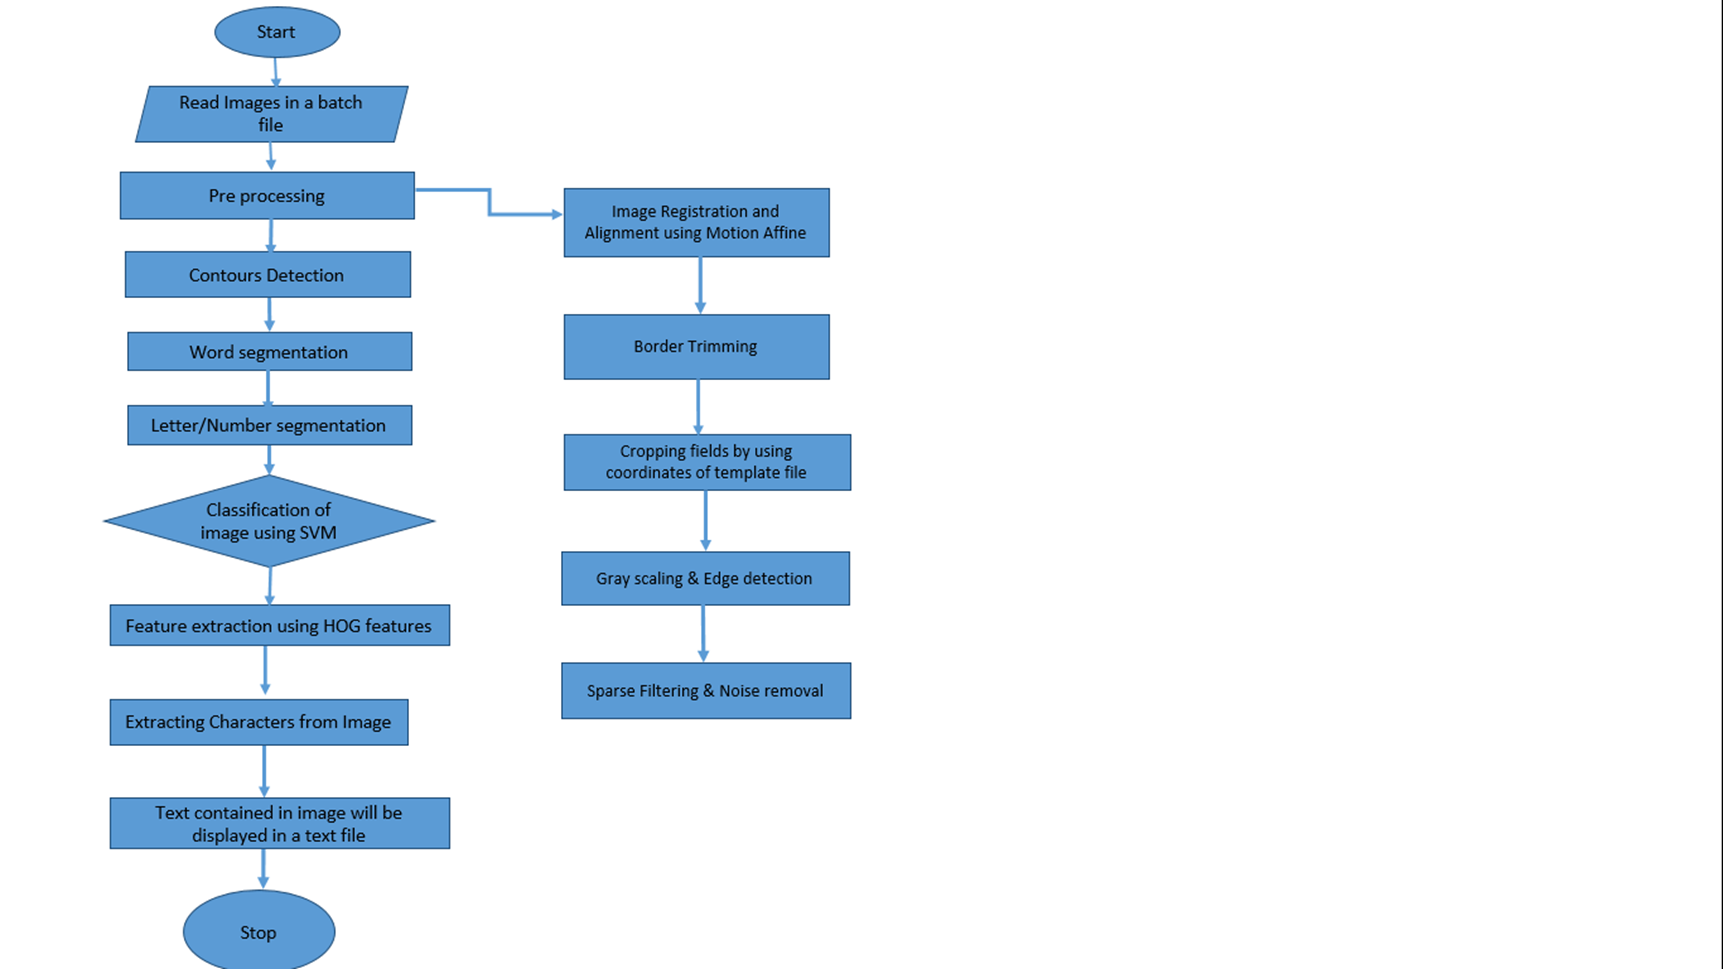 Start
Read Images in a batch
file
Pre processing
Contours Detection
Word segmentation
Letter/Number segmentation
Classification of
image using SVM
Feature extraction using HOG features
Extracting Characters from Image
Text contained in image will be
displayed in a text file
Stop
Image Registration and
Alignment using Motion Affine
Border Trimming
Cropping fields by using
coordinates of template file
Gray scaling & Edge detection
Sparse Filtering & Noise removal